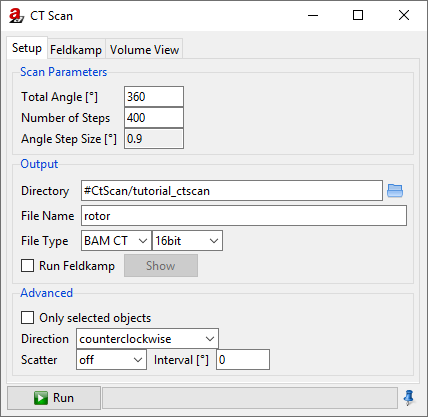 CT Scan
Setup Feldkamp Volume View
Scan Parameters
Total Angle [°] 360
Number of Steps 400
Angle Step Size [°] 0.9
Output
Directory #CtScan/tutorial_ctscan
File Name rotor
File Type BAM CT 16bit
Run Feldkamp Show
Advanced
Only selected objects
Direction counterclockwise
Scatter off Interval [°] 0
Run